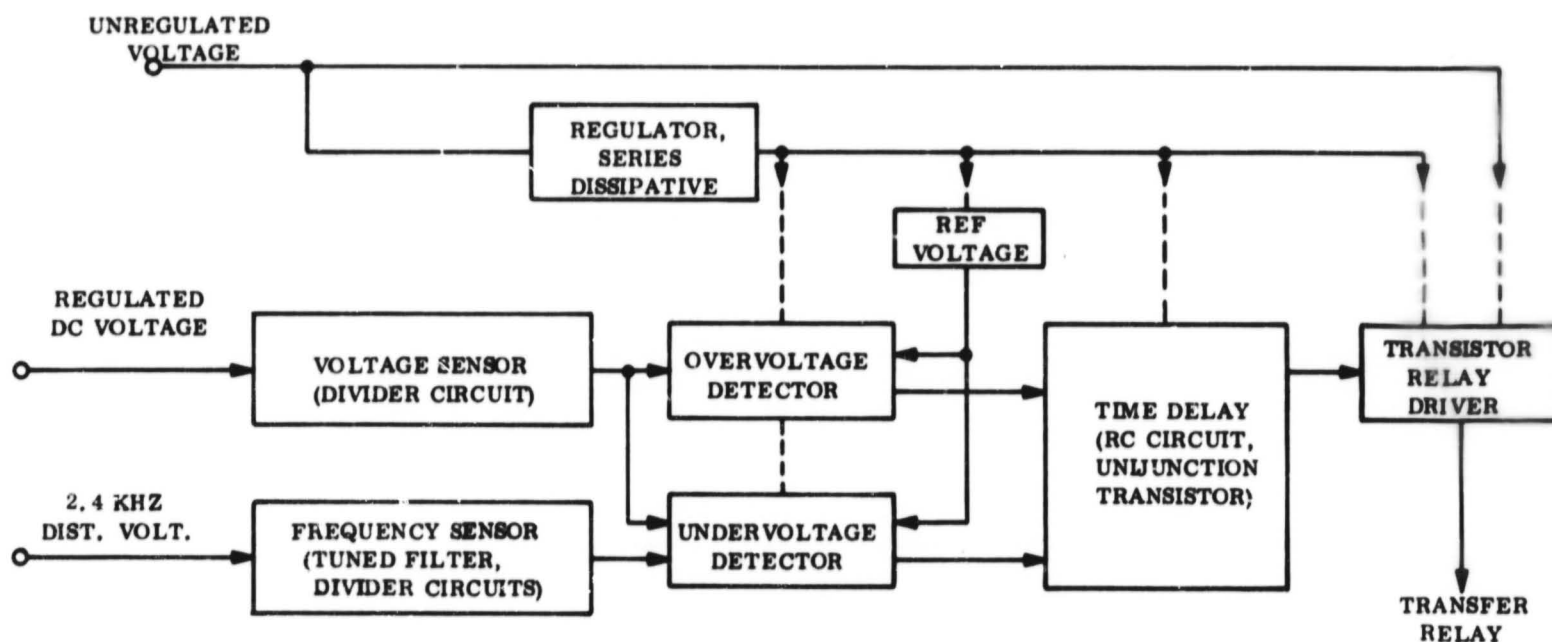 UNREGULATED
VOLTAGE
REGULATOR,
SERIES
DISSIPATIVE
REF
VOLTAGE
REGULATED
DC VOLTAGE
VOLTAGE SENSOR
(DIVIDER CIRCUIT)
OVERVOLTAGE
DETECTOR
TIME DELAY
(RC CIRCUIT,
UNIJUNCTION
TRANSISTOR)
TRANSISTOR
RELAY
DRIVER
2.4 KHZ
DIST. VOLT.
FREQUENCY SENSOR
(TUNED FILTER,
DIVIDER CIRCUITS)
UNDERVOLTAGE
DETECTOR
TRANSFER
RELAY